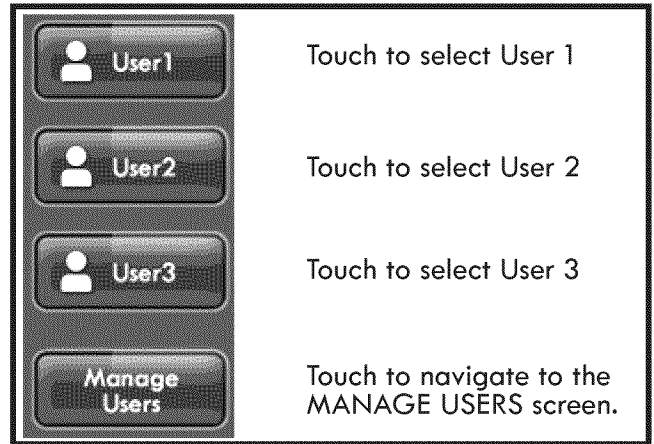 User1
Touch to select User 1
User2
Touch to select User 2
User3
Touch to select User 3
Manage
Users
Touch to navigate to the
MANAGE USERS screen.